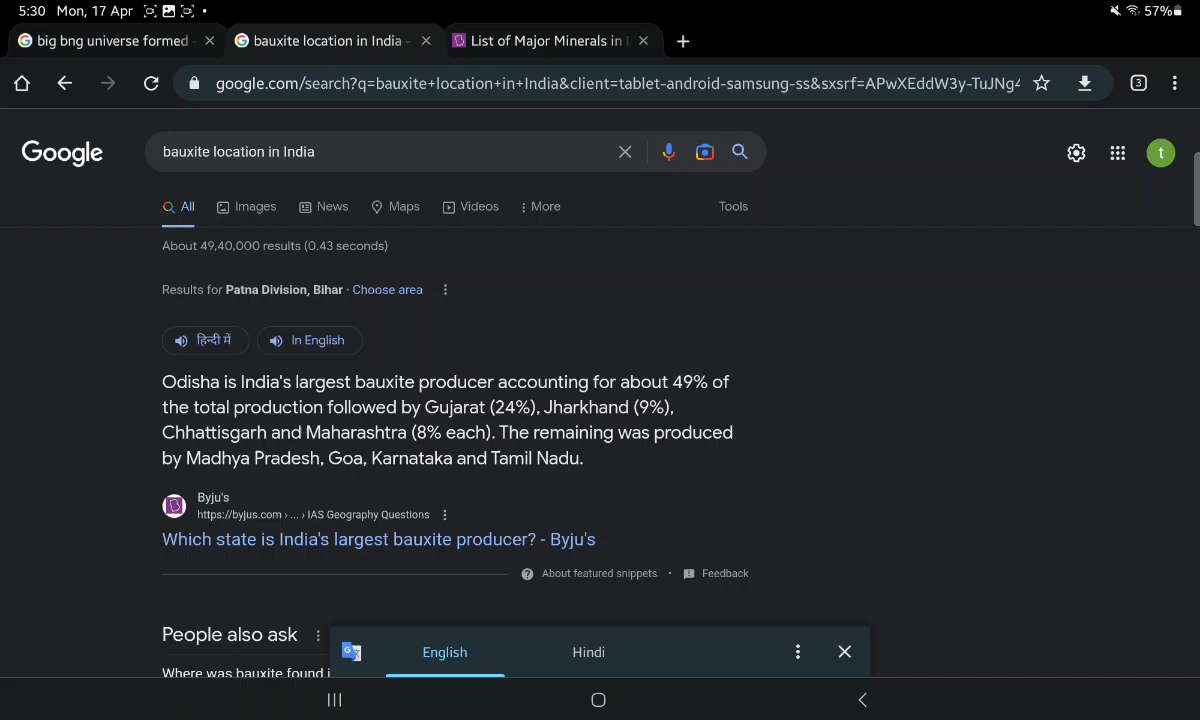 5:30 Mon, 17 Apr
57%
big bng universe formed -
bauxite location in India -
List of Major Minerals in I
google.com/search?q=bauxite+location+in+India&client=tablet-android-samsung-ss&sxsrf=APwXEddW3y-TuJNg4
3
Google
bauxite location in India
t
All
Images
News
Maps
Videos
More
Tools
About 49,40,000 results (0.43 seconds)
Results for Patna Division, Bihar · Choose area
हिन्दी में
In English
Odisha is India's largest bauxite producer accounting for about 49% of
the total production followed by Gujarat (24%), Jharkhand (9%),
Chhattisgarh and Maharashtra (8% each). The remaining was produced
by Madhya Pradesh, Goa, Karnataka and Tamil Nadu.
Byju's
https://byjus.com › ... › IAS Geography Questions
Which state is India's largest bauxite producer? - Byju's
About featured snippets · Feedback
People also ask
English
Hindi
Where was bauxite found i